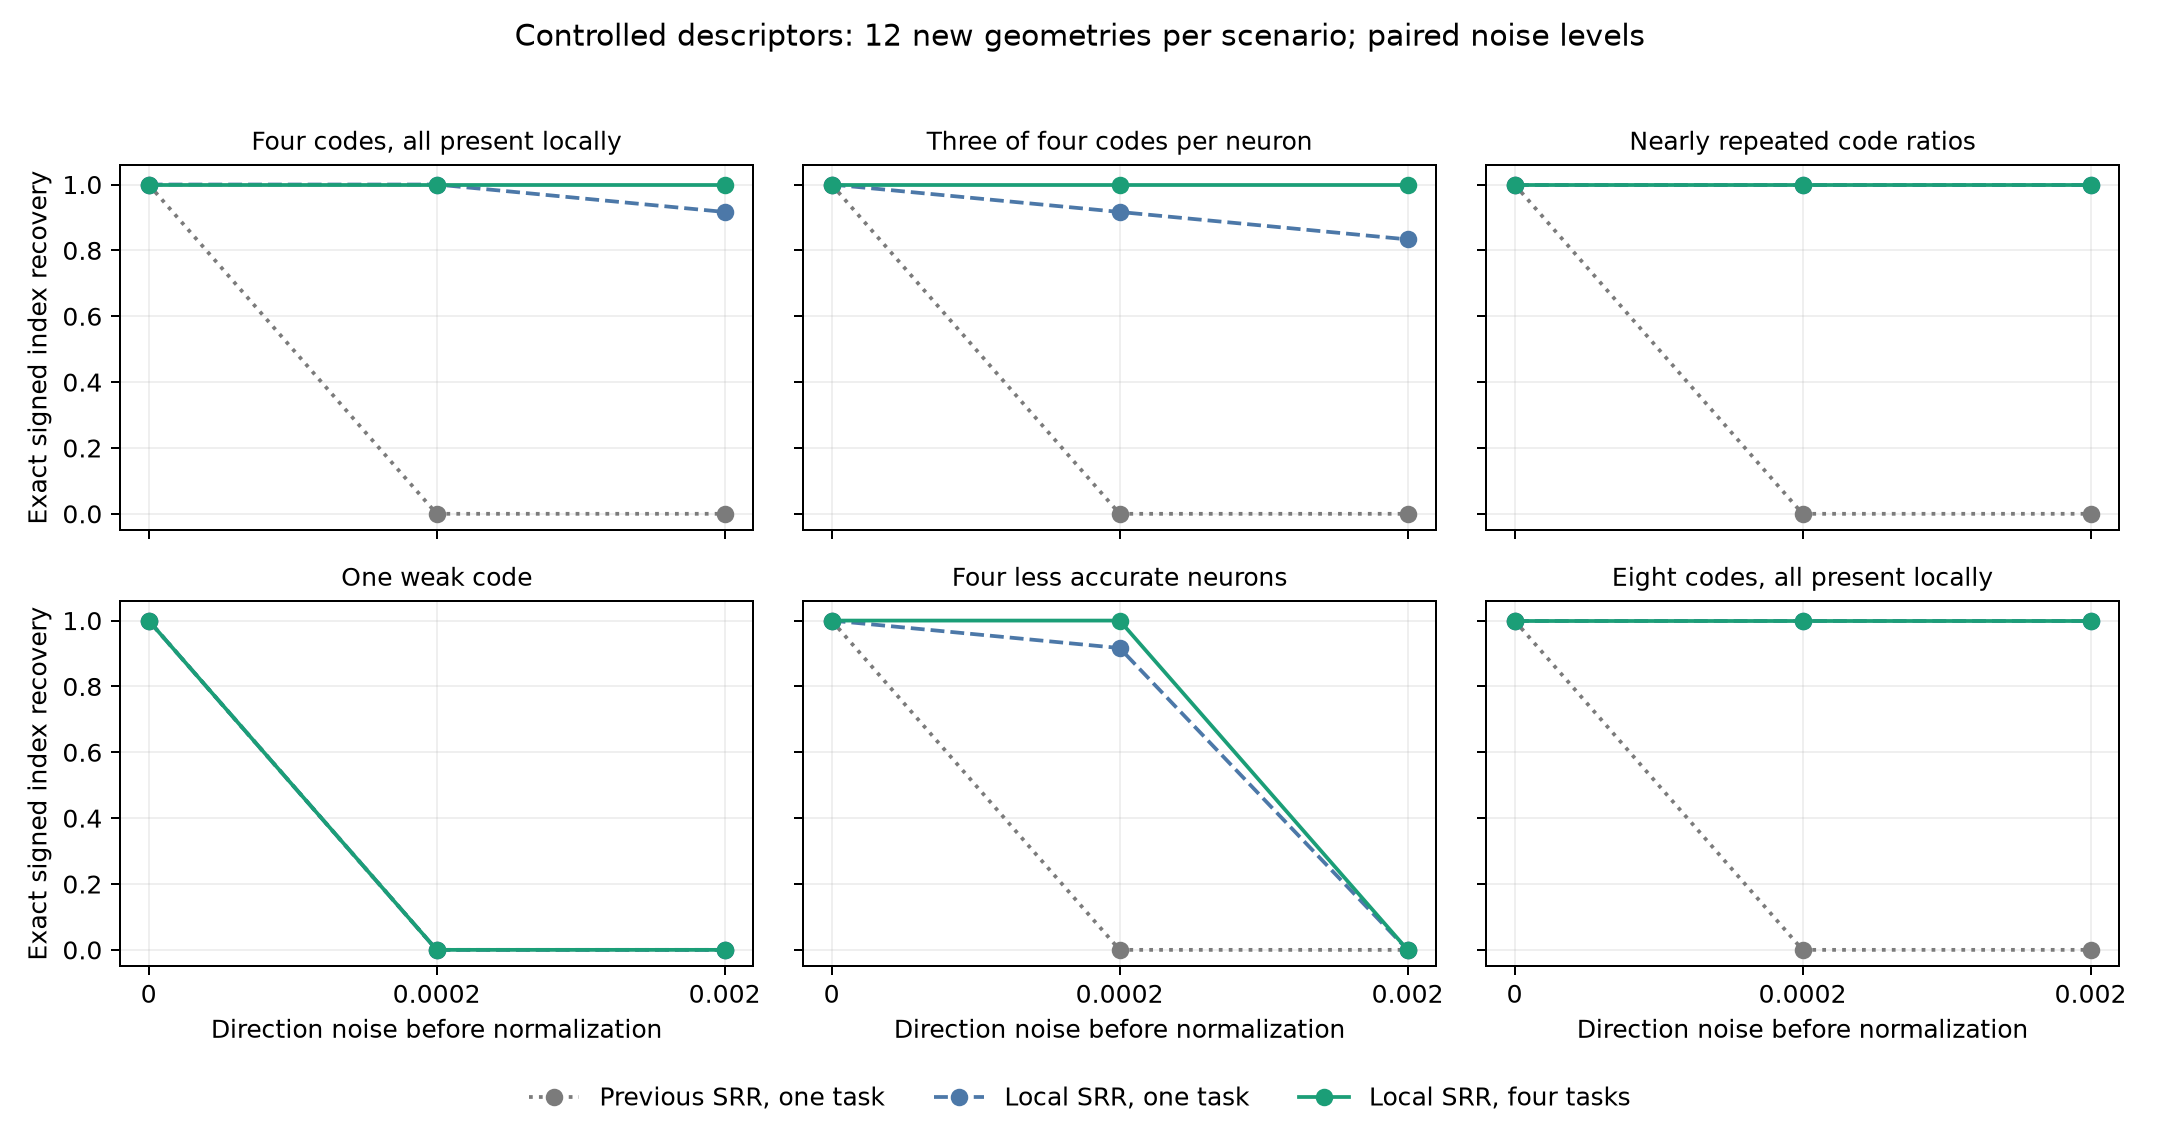 Controlled descriptors: 12 new geometries per scenario; paired noise levels
Four codes, all present locally
Three of four codes per neuron
Nearly repeated code ratios
Exact signed index recovery
1.0
0.8
0.6
0.4
0.2
0.0
One weak code
Four less accurate neurons
Eight codes, all present locally
Exact signed index recovery
1.0
0.8
0.6
0.4
0.2
0.0
0 0.0002 0.002
0 0.0002 0.002
0 0.0002 0.002
Direction noise before normalization
Direction noise before normalization
Direction noise before normalization
Previous SRR, one task
Local SRR, one task
Local SRR, four tasks